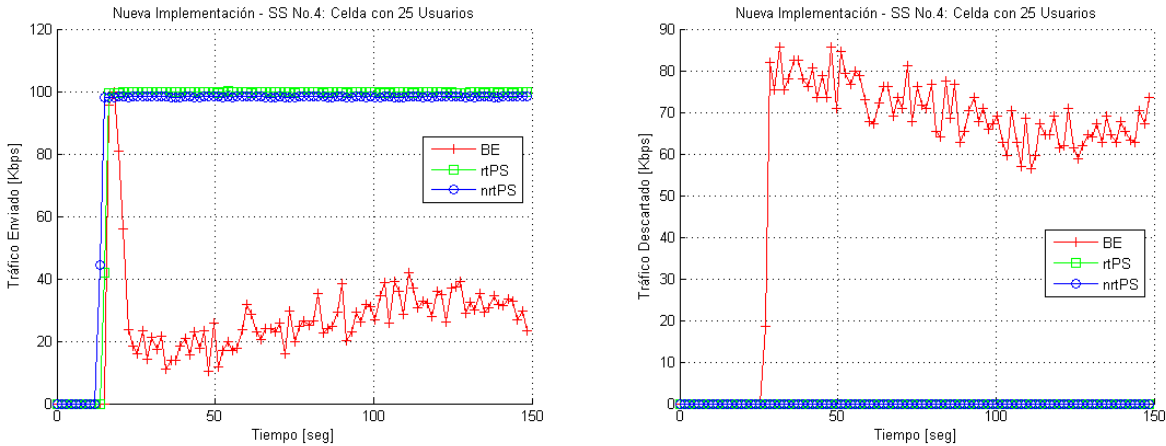 Nueva Implementación - SS No.4: Celda con 25 Usuarios
120
100
80
60
40
20
0
0
50
100
150
Tráfico Enviado [Kbps]
Tiempo [seg]
BE
rtPS
nrtPS
Nueva Implementación - SS No.4: Celda con 25 Usuarios
90
80
70
60
50
40
30
20
10
0
0
50
100
150
Tráfico Descartado [Kbps]
Tiempo [seg]
BE
rtPS
nrtPS